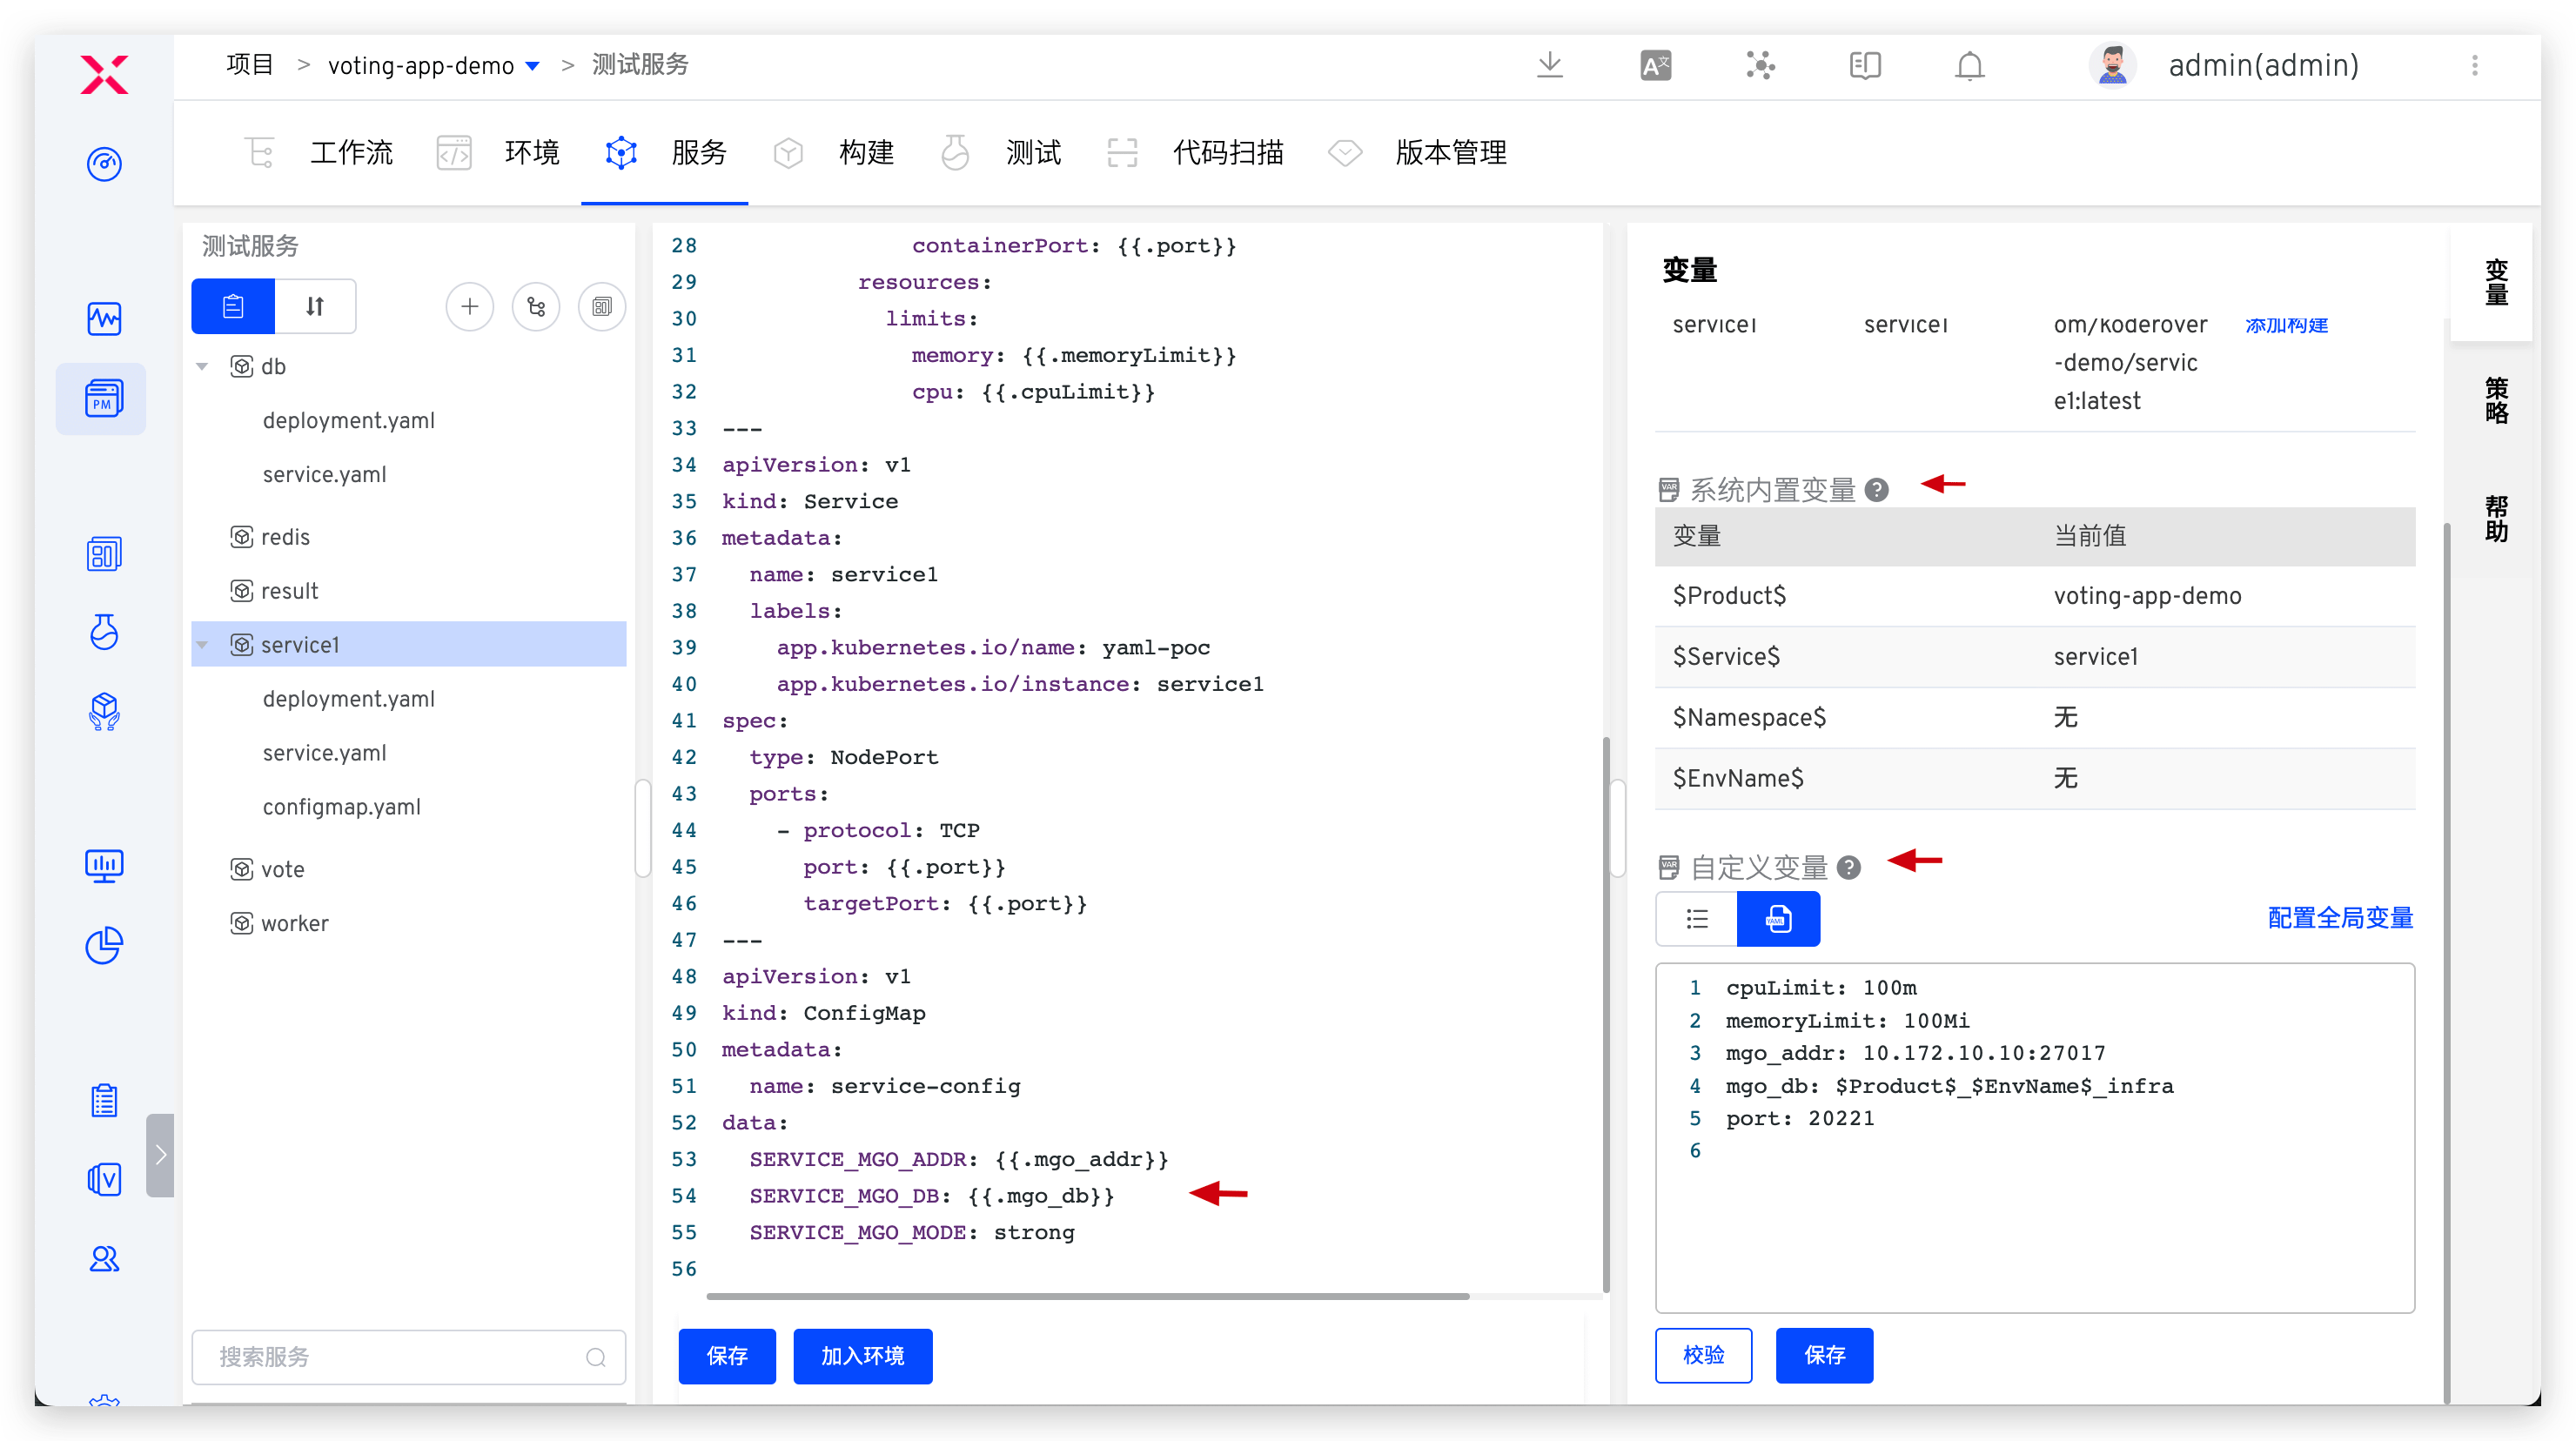 项目 > voting-app-demo > 测试服务
admin(admin)
工作流 环境 服务 构建 测试 代码扫描 版本管理
PM
V
测试服务
db
deployment.yaml
service.yaml
redis
result
service1
deployment.yaml
service.yaml
configmap.yaml
vote
worker
搜索服务
28 containerPort: {{.port}}
29 resources:
30 limits:
31 memory: {{.memoryLimit}}
32 cpu: {{.cpuLimit}}
33 ---
34 apiVersion: v1
35 kind: Service
36 metadata:
37 name: service1
38 labels:
39 app.kubernetes.io/name: yaml-poc
40 app.kubernetes.io/instance: service1
41 spec:
42 type: NodePort
43 ports:
44 - protocol: TCP
45 port: {{.port}}
46 targetPort: {{.port}}
47 ---
48 apiVersion: v1
49 kind: ConfigMap
50 metadata:
51 name: service-config
52 data:
53 SERVICE_MGO_ADDR: {{.mgo_addr}}
54 SERVICE_MGO_DB: {{.mgo_db}}
55 SERVICE_MGO_MODE: strong
56
保存 加入环境
变量
service1 service1 om/koderover 添加构建
-demo/servic
e1:latest
VAR 系统内置变量 ?
变量 当前值
$Product$ voting-app-demo
$Service$ service1
$Namespace$ 无
$EnvName$ 无
VAR 自定义变量 ?
YAML 配置全局变量
1 cpuLimit: 100m
2 memoryLimit: 100Mi
3 mgo_addr: 10.172.10.10:27017
4 mgo_db: $Product$_$EnvName$_infra
5 port: 20221
6
校验 保存
变量
策略
帮助